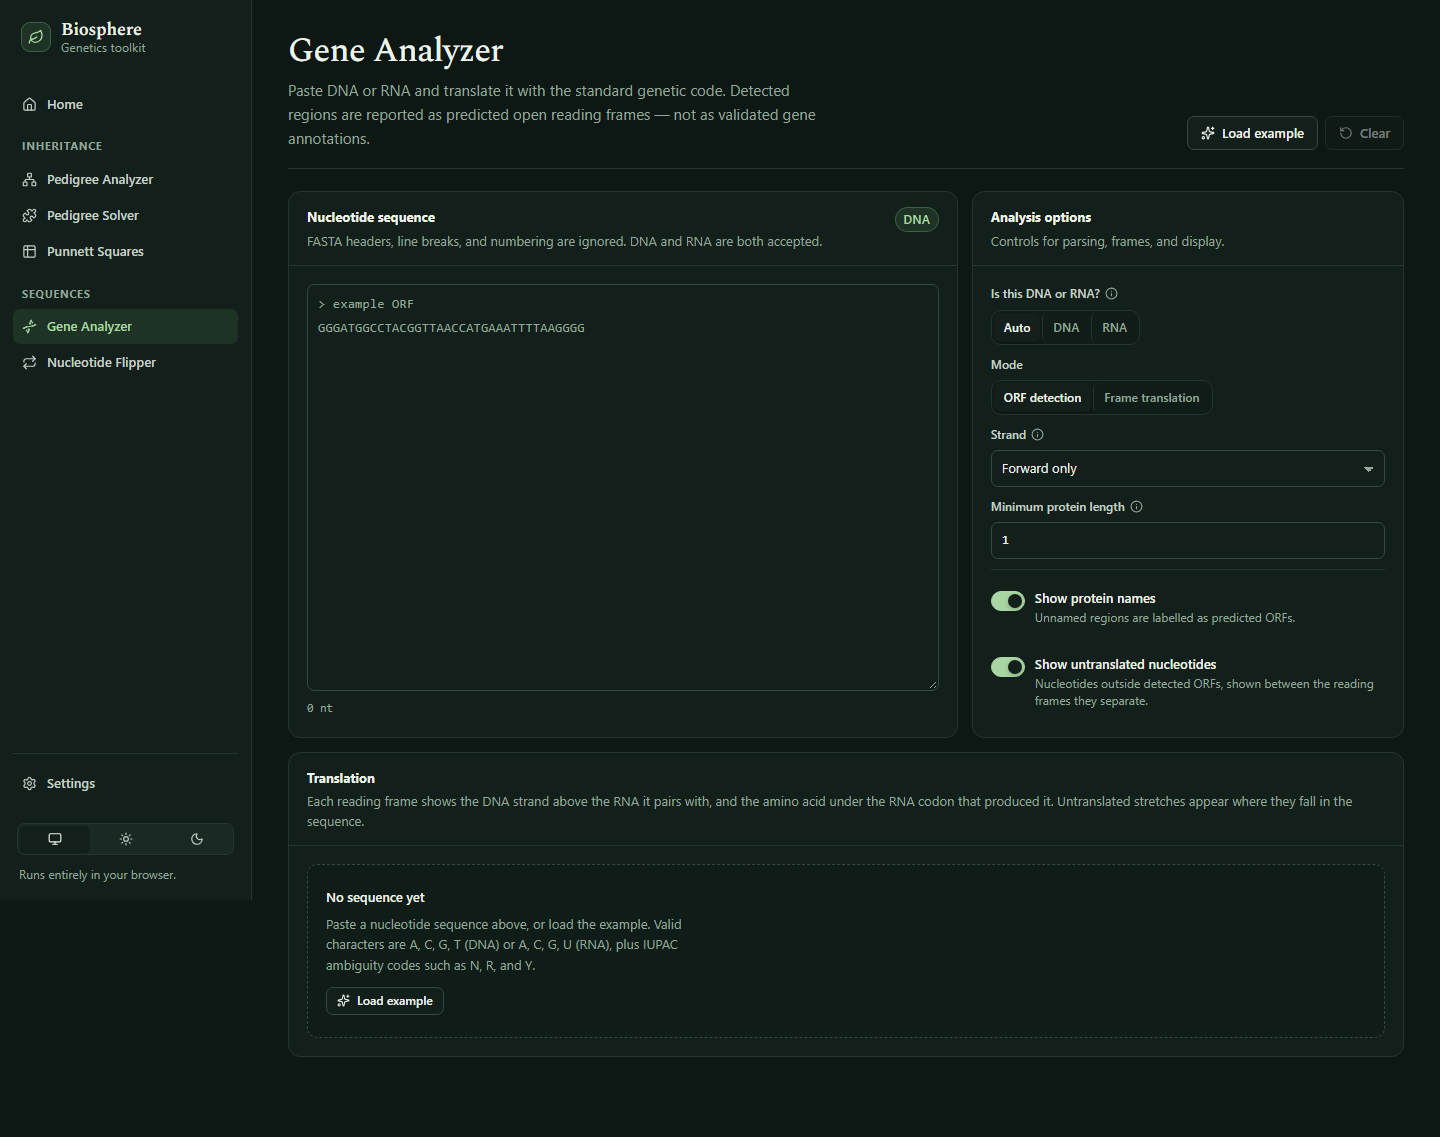 Biosphere
Genetics toolkit
Home
INHERITANCE
Pedigree Analyzer
Pedigree Solver
Punnett Squares
SEQUENCES
Gene Analyzer
Nucleotide Flipper
Settings
Runs entirely in your browser.
Gene Analyzer
Paste DNA or RNA and translate it with the standard genetic code. Detected
regions are reported as predicted open reading frames — not as validated gene
annotations.
Load example
Clear
Nucleotide sequence
DNA
FASTA headers, line breaks, and numbering are ignored. DNA and RNA are both accepted.
> example ORF
GGGATGGCCTACGGTTAACCATGAAATTTTAAGGGG
0 nt
Analysis options
Controls for parsing, frames, and display.
Is this DNA or RNA?
Auto DNA RNA
Mode
ORF detection Frame translation
Strand
Forward only
Minimum protein length
1
Show protein names
Unnamed regions are labelled as predicted ORFs.
Show untranslated nucleotides
Nucleotides outside detected ORFs, shown between the reading
frames they separate.
Translation
Each reading frame shows the DNA strand above the RNA it pairs with, and the amino acid under the RNA codon that produced it. Untranslated stretches appear where they fall in the
sequence.
No sequence yet
Paste a nucleotide sequence above, or load the example. Valid
characters are A, C, G, T (DNA) or A, C, G, U (RNA), plus IUPAC
ambiguity codes such as N, R, and Y.
Load example